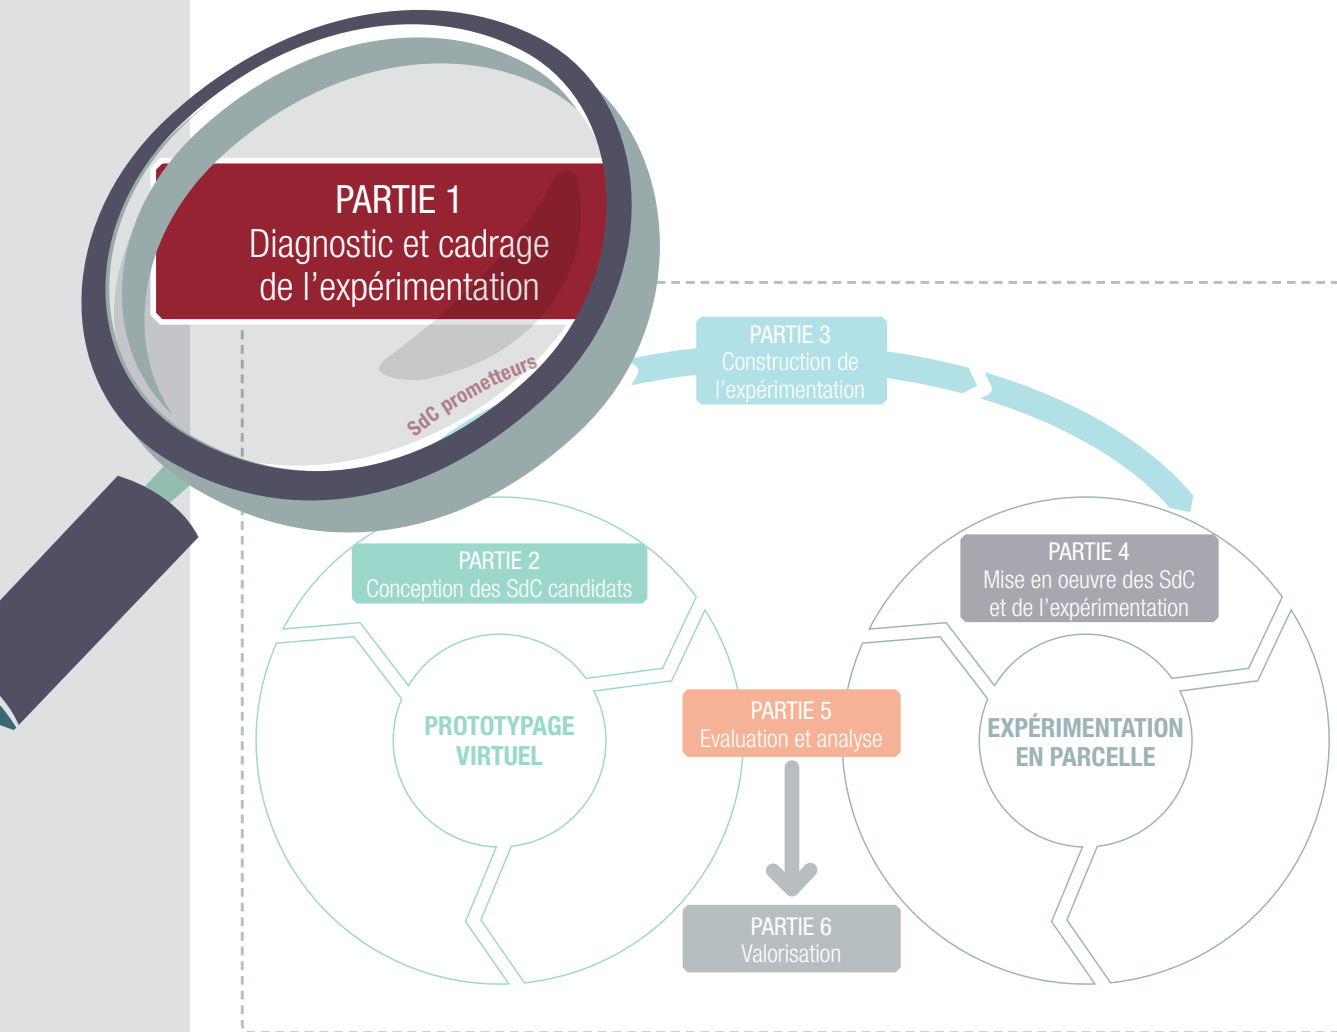 PARTIE 1
Diagnostic et cadrage
de l’expérimentation
SdC prometteurs
PARTIE 3
Construction de
l’expérimentation
PARTIE 2
Conception des SdC candidats
PARTIE 4
Mise en oeuvre des SdC
et de l’expérimentation
PROTOTYPAGE
VIRTUEL
PARTIE 5
Evaluation et analyse
EXPÉRIMENTATION
EN PARCELLE
PARTIE 6
Valorisation